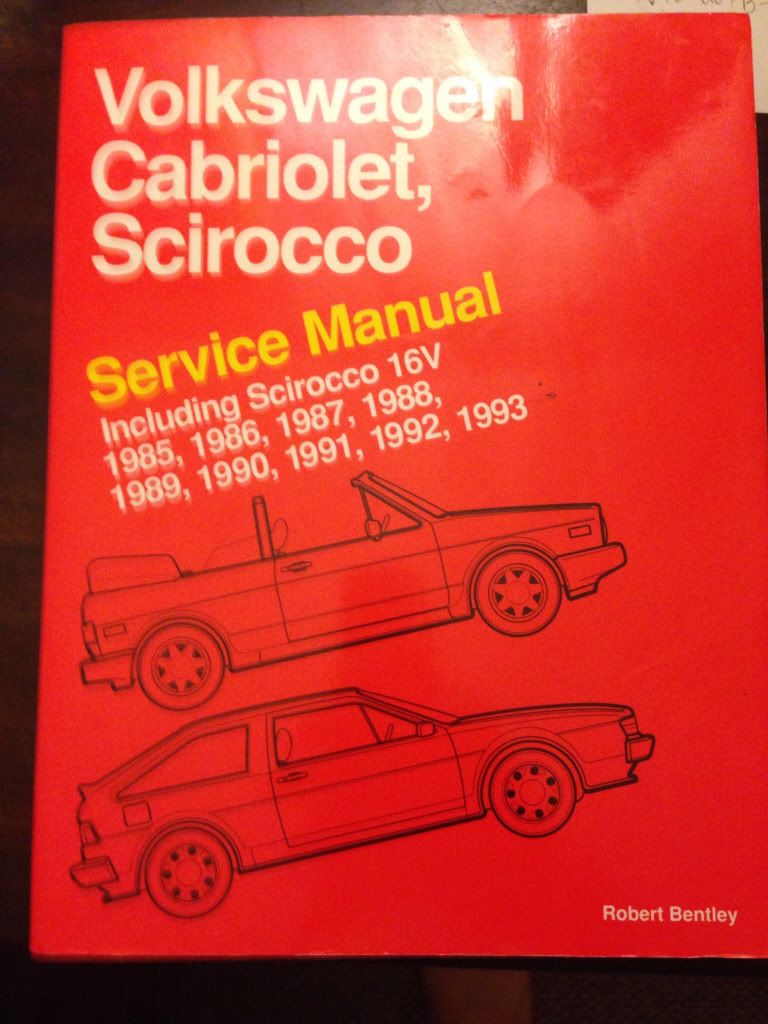 Volkswagen
Cabriolet,
Scirocco
Service Manual
Including Scirocco 16V
1985, 1986, 1987, 1988,
1989, 1990, 1991, 1992, 1993
Robert Bentley